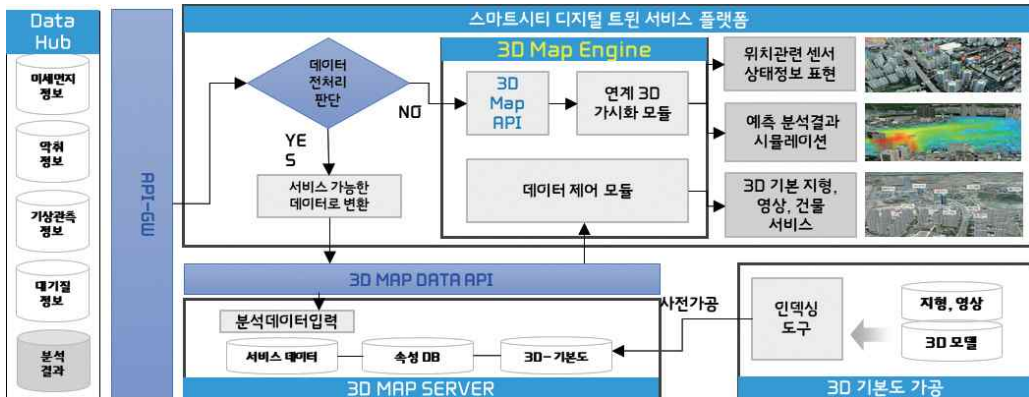 Data
Hub
미세먼지
정보
악취
정보
기상관측
정보
대기질
정보
분석
결과
API-GW
스마트시티 디지털 트윈 서비스 플랫폼
데이터
전처리
판단
NO
YE
S
서비스 가능한
데이터로 변환
3D Map Engine
3D
Map
API
연계 3D
가시화 모듈
데이터 제어 모듈
위치관련 센서
상태정보 표현
예측 분석결과
시뮬레이션
3D 기본 지형,
영상, 건물
서비스
3D MAP DATA API
분석데이터입력
서비스 데이터
속성 DB
3D-기본도
3D MAP SERVER
사전가공
인덱싱
도구
지형, 영상
3D 모델
3D 기본도 가공